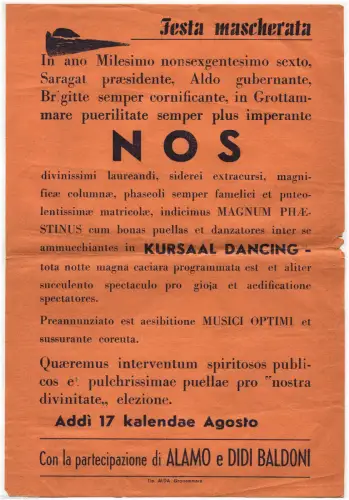 Festa mascherata
In ano Milesimo nonsexgentesimo sexto,
Saragat præsidente, Aldo gubernante,
Brigitte semper cornificante, in Grottam-
mare puerilitate semper plus imperante
NOS
divinissimi laureandi, siderei extracursi, magni-
ficæ columnæ, phaseoli semper famelici et puteo-
lentissimæ matricolæ, indicimus MAGNUM PHÆ-
STINUS cum bonas puellas et danzatores inter se
ammucchiantes in KURSAAL DANCING -
tota notte magna caciara programmata est et aliter
succulento spectaculo pro gioja et aedificatione
spectatores.
Preannunziato est aesibitione MUSICI OPTIMI et
sussurante coreuta.
Quæremus interventum spiritosos publi-
cos et pulchrissimae puellae pro "nostra
divinitate„ elezione.
Addì 17 kalendae Agosto
Con la partecipazione di ALAMO e DIDI BALDONI